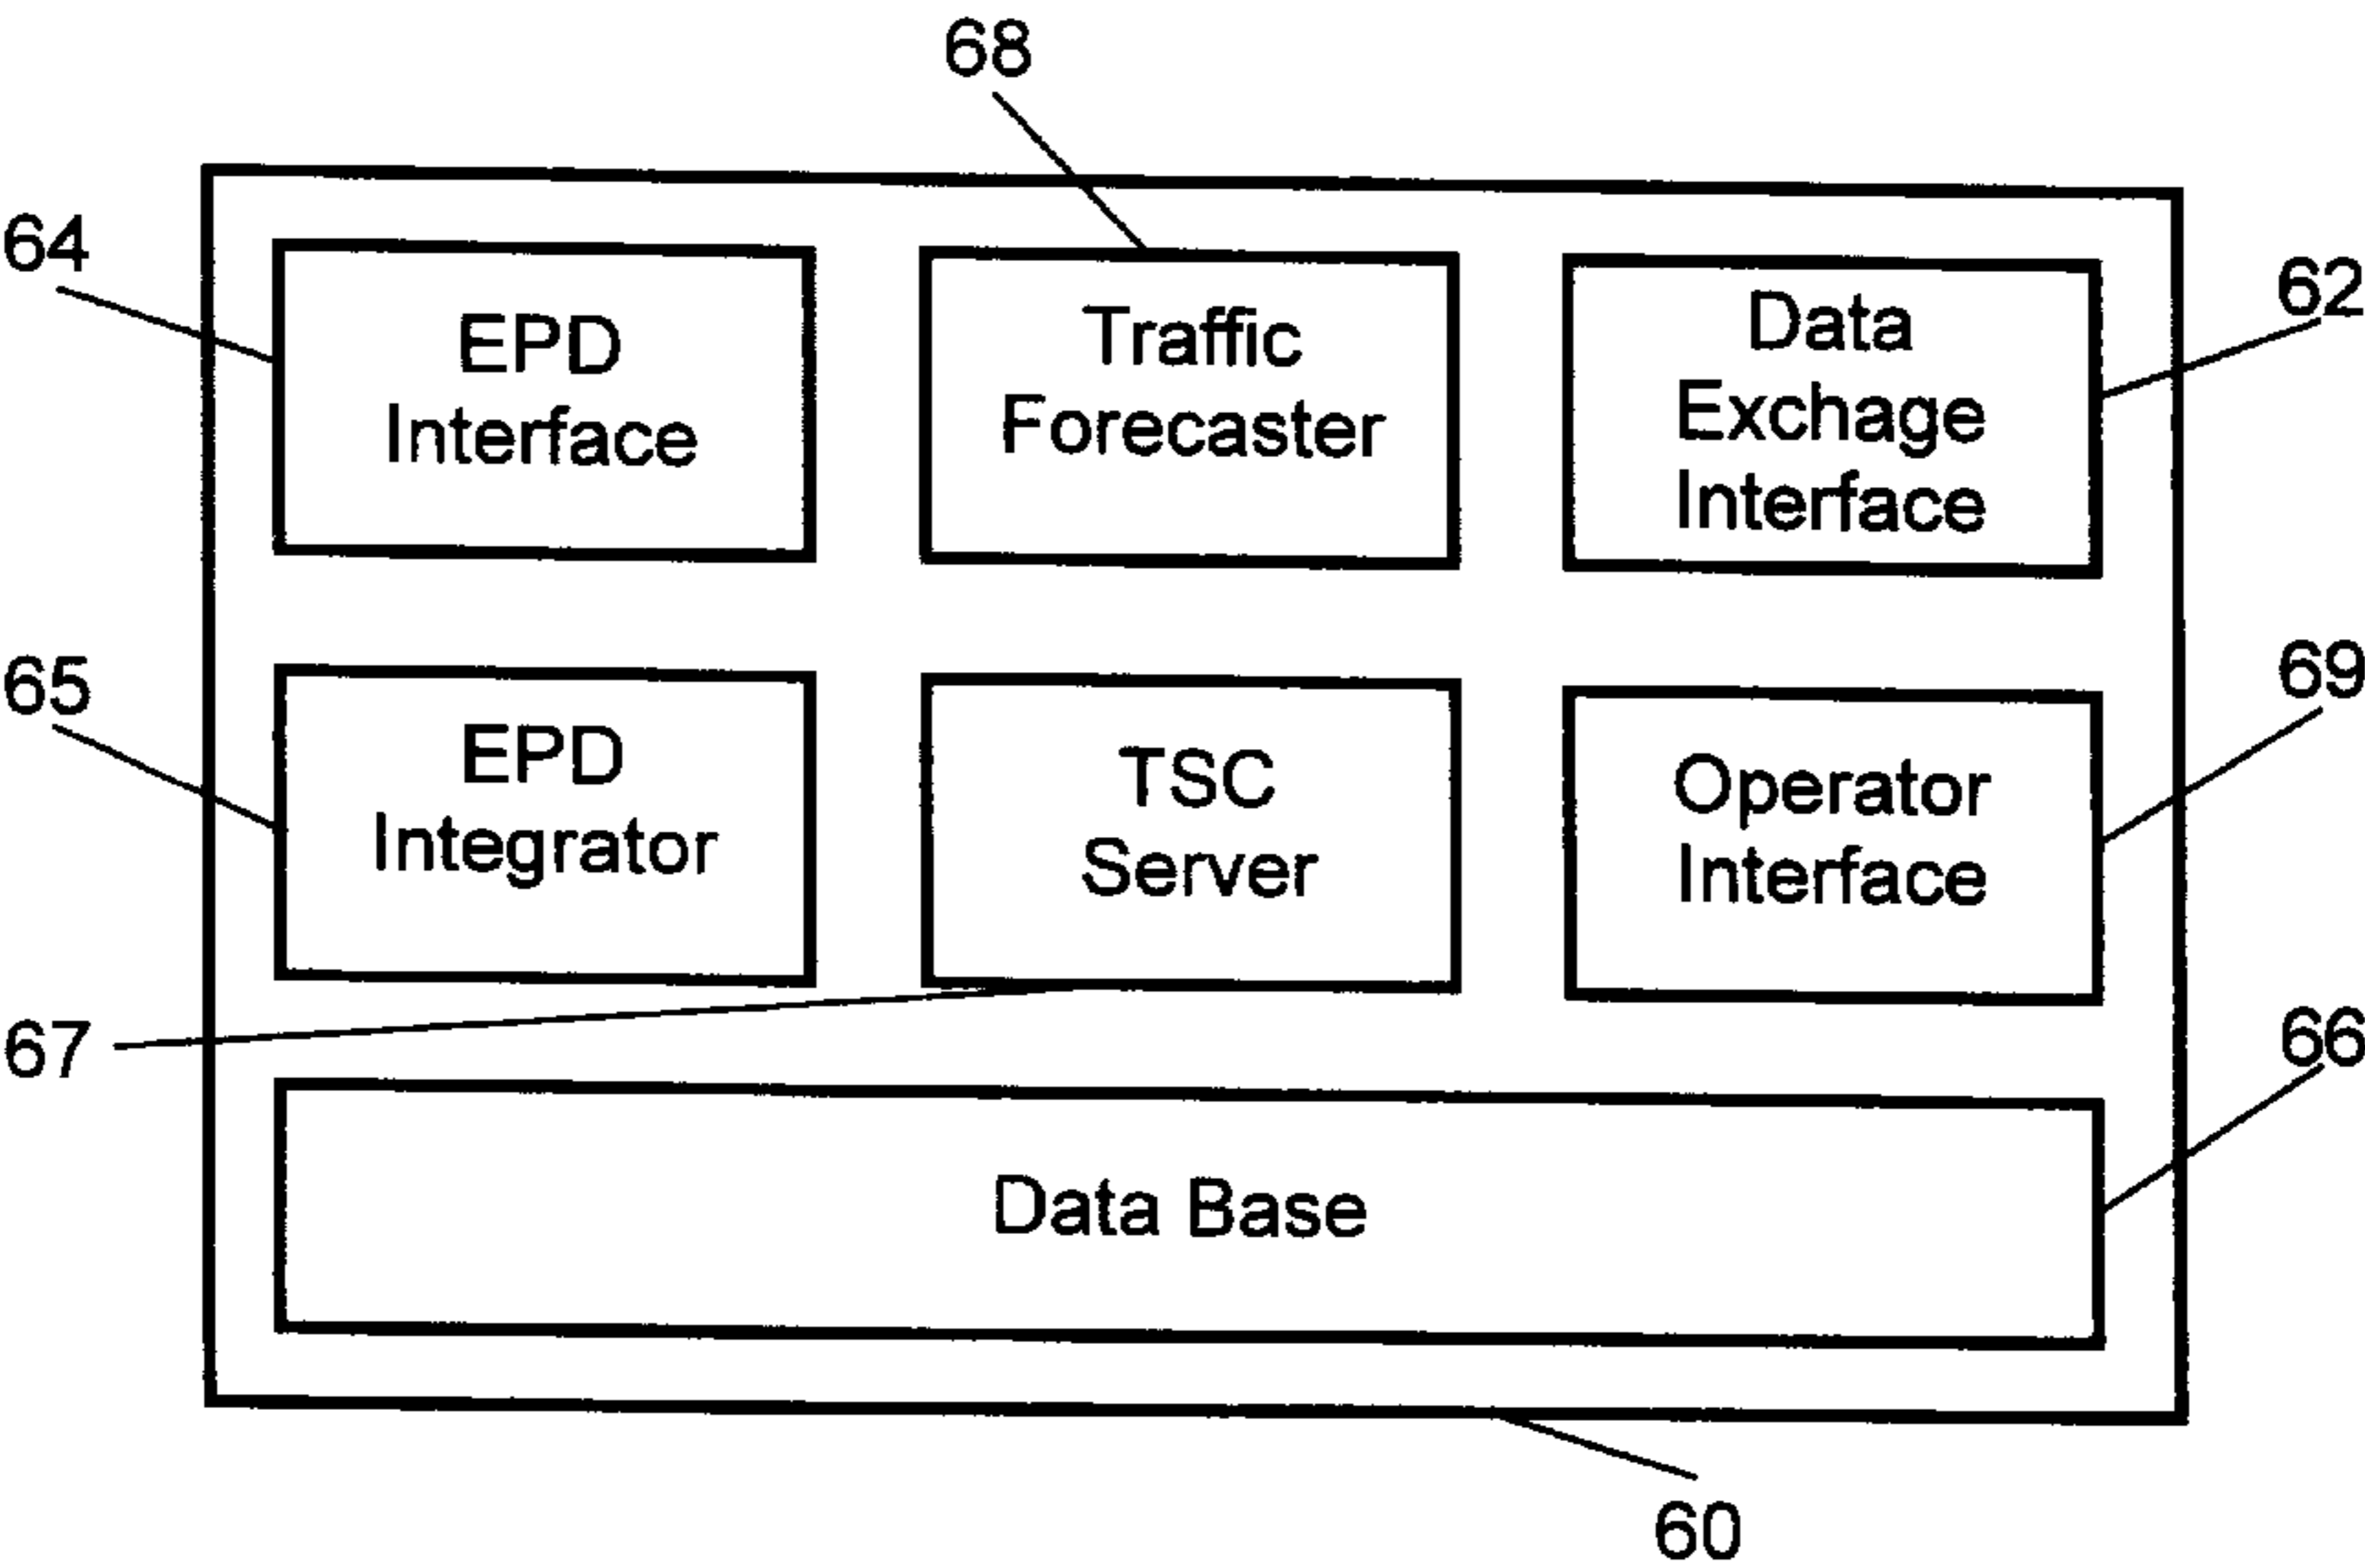 68
64
EPD
Interface
Traffic
Forecaster
Data
Exchage
Interface
62
65
EPD
Integrator
TSC
Server
Operator
Interface
69
67
66
Data Base
60